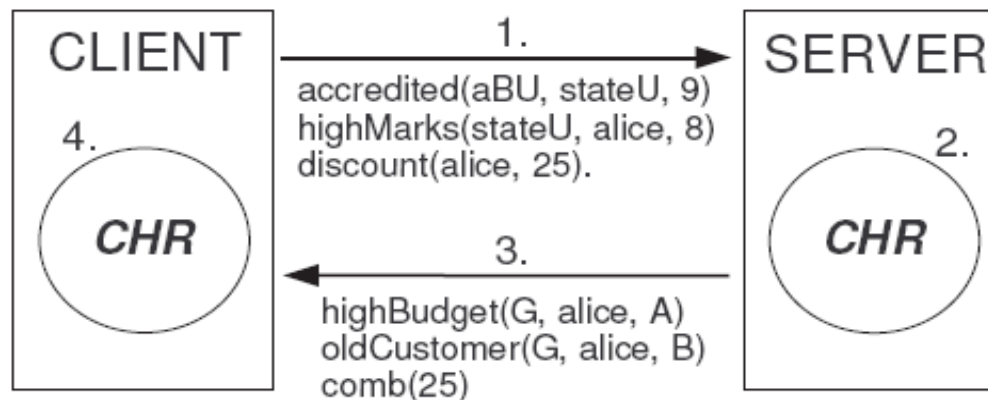 CLIENT
1.
SERVER
accredited(aBU, stateU, 9)
highMarks(stateU, alice, 8)
discount(alice, 25).
4.
CHR
2.
CHR
3.
highBudget(G, alice, A)
oldCustomer(G, alice, B)
comb(25)